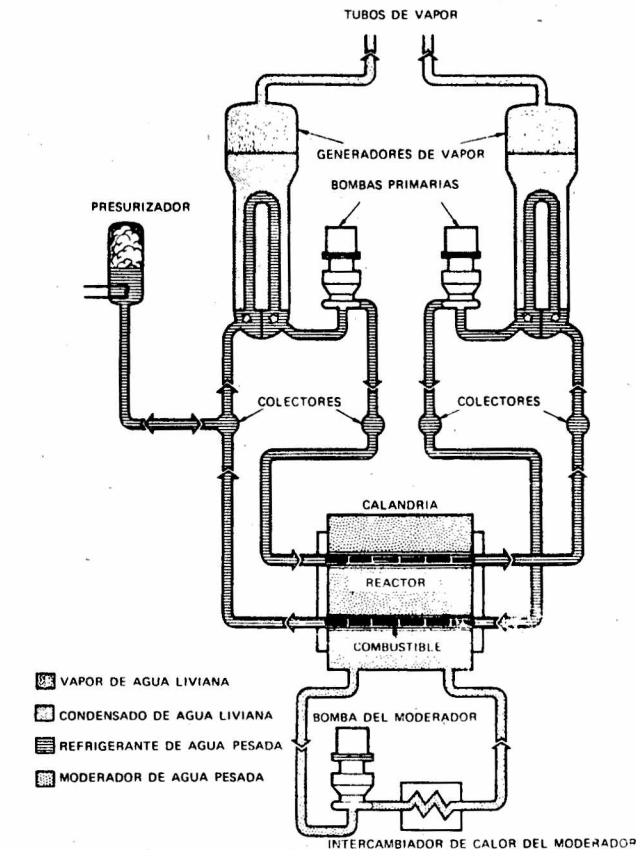 TUBOS DE VAPOR
GENERADORES DE VAPOR
BOMBAS PRIMARIAS
PRESURIZADOR
COLECTORES
COLECTORES
CALANDRIA
REACTOR
COMBUSTIBLE
VAPOR DE AGUA LIVIANA
CONDENSADO DE AGUA LIVIANA
REFRIGERANTE DE AGUA PESADA
MODERADOR DE AGUA PESADA
BOMBA DEL MODERADOR
INTERCAMBIADOR DE CALOR DEL MODERADOR